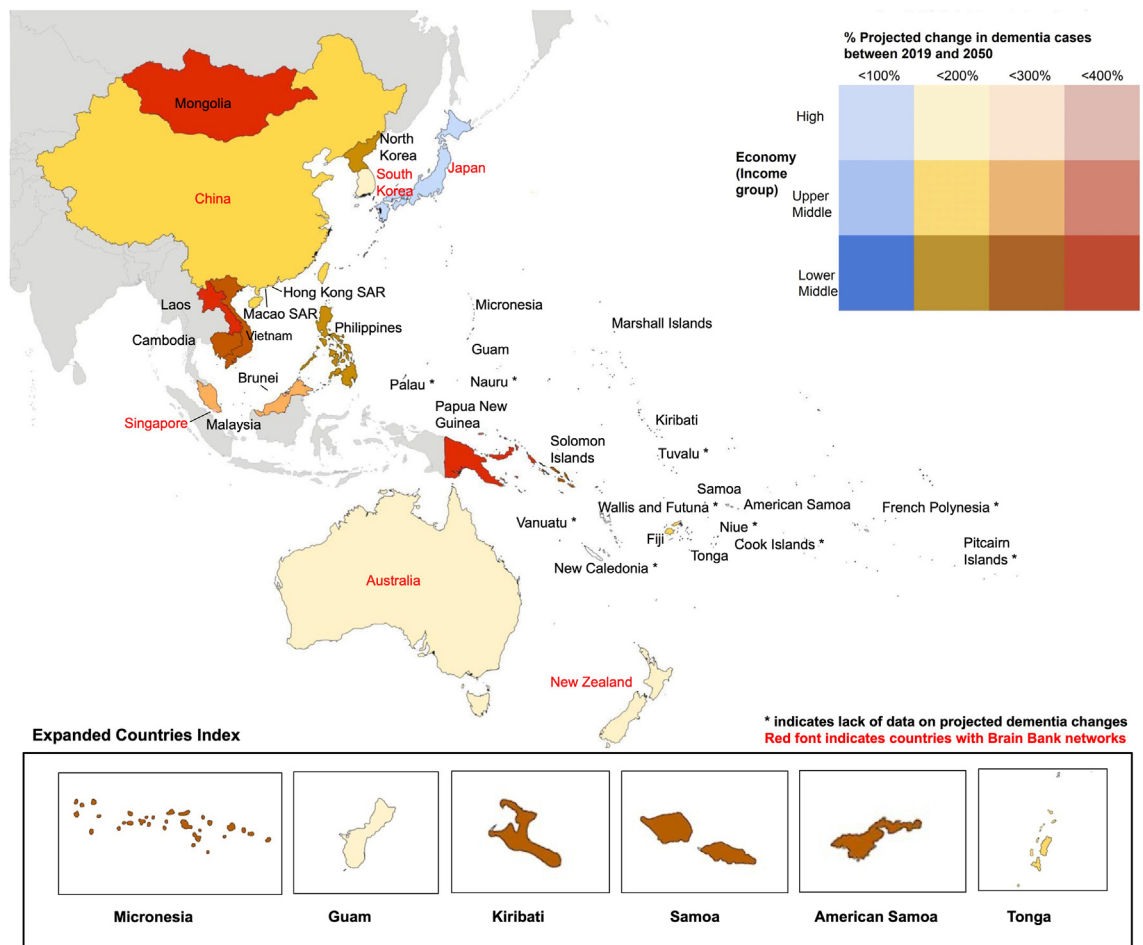 % Projected change in dementia cases
between 2019 and 2050
<100% <200% <300% <400%
High
Economy
(Income
group)
Upper
Middle
Lower
Middle
Mongolia
North
Korea
South
Korea
Japan
China
Hong Kong SAR
Laos
Macao SAR
Micronesia
Philippines
Marshall Islands
Cambodia
Vietnam
Guam
Brunei
Palau *
Nauru *
Singapore
Malaysia
Papua New
Guinea
Kiribati
Solomon
Islands
Tuvalu *
Samoa
Wallis and Futuna *
American Samoa
French Polynesia *
Vanuatu *
Niue *
Fiji
Cook Islands *
Tonga
Pitcairn
Islands *
New Caledonia *
Australia
New Zealand
* indicates lack of data on projected dementia changes
Red font indicates countries with Brain Bank networks
Expanded Countries Index
Micronesia
Guam
Kiribati
Samoa
American Samoa
Tonga